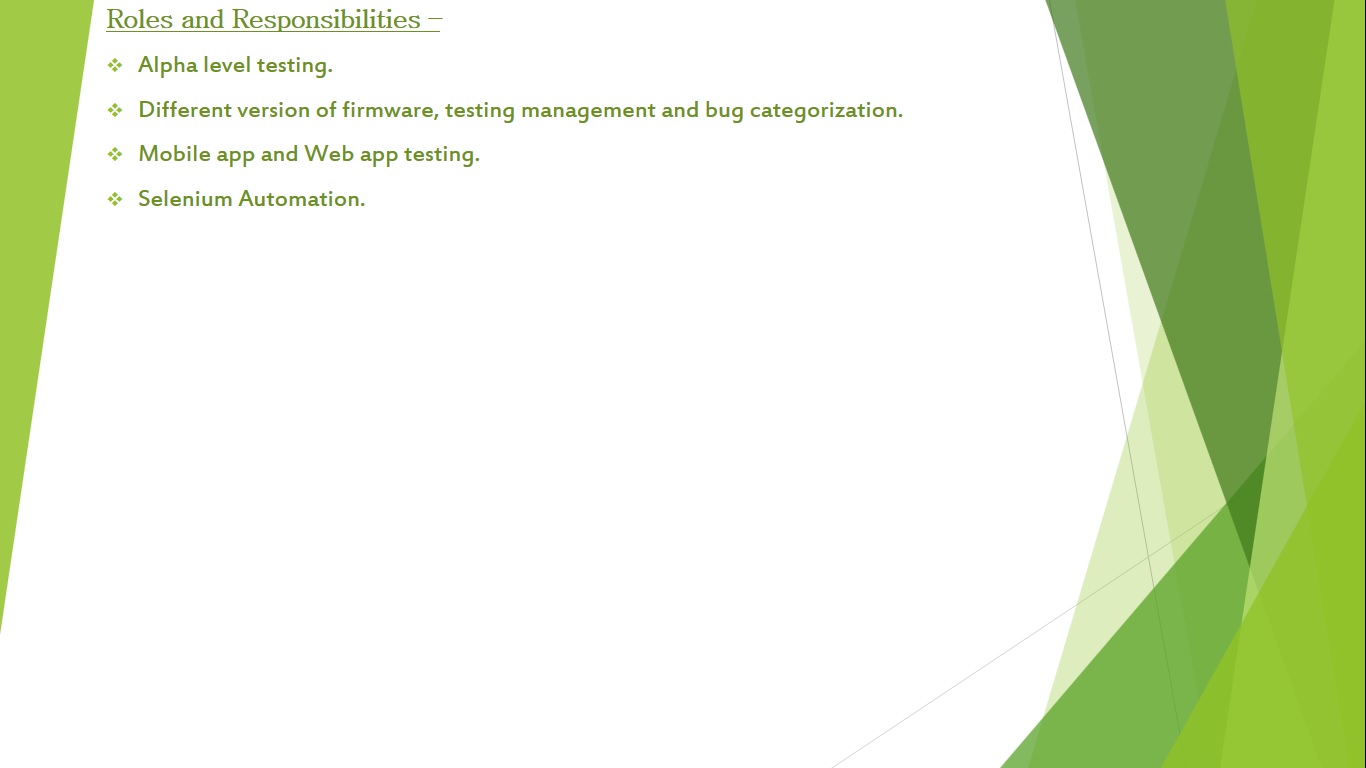 Roles and Responsibilities –
Alpha level testing.
Different version of firmware, testing management and bug categorization.
Mobile app and Web app testing.
Selenium Automation.